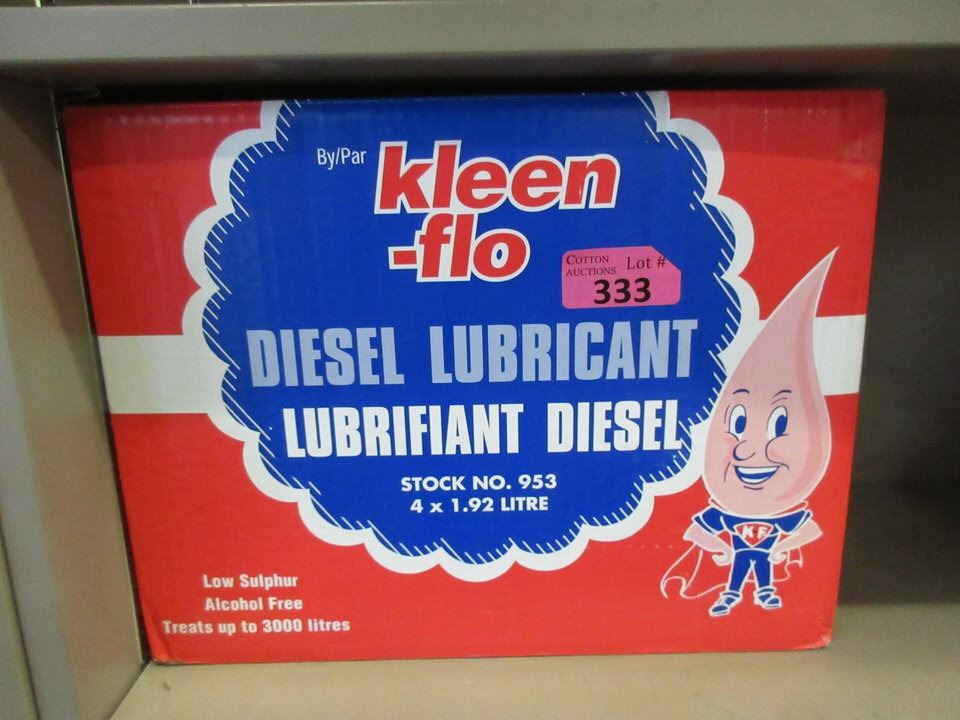 By/Par kleen
-flo
COTTON
AUCTIONS Lot #
333
DIESEL LUBRICANT
LUBRIFIANT DIESEL
STOCK NO. 953
4 x 1.92 LITRE
KF
Low Sulphur
Alcohol Free
Treats up to 3000 litres